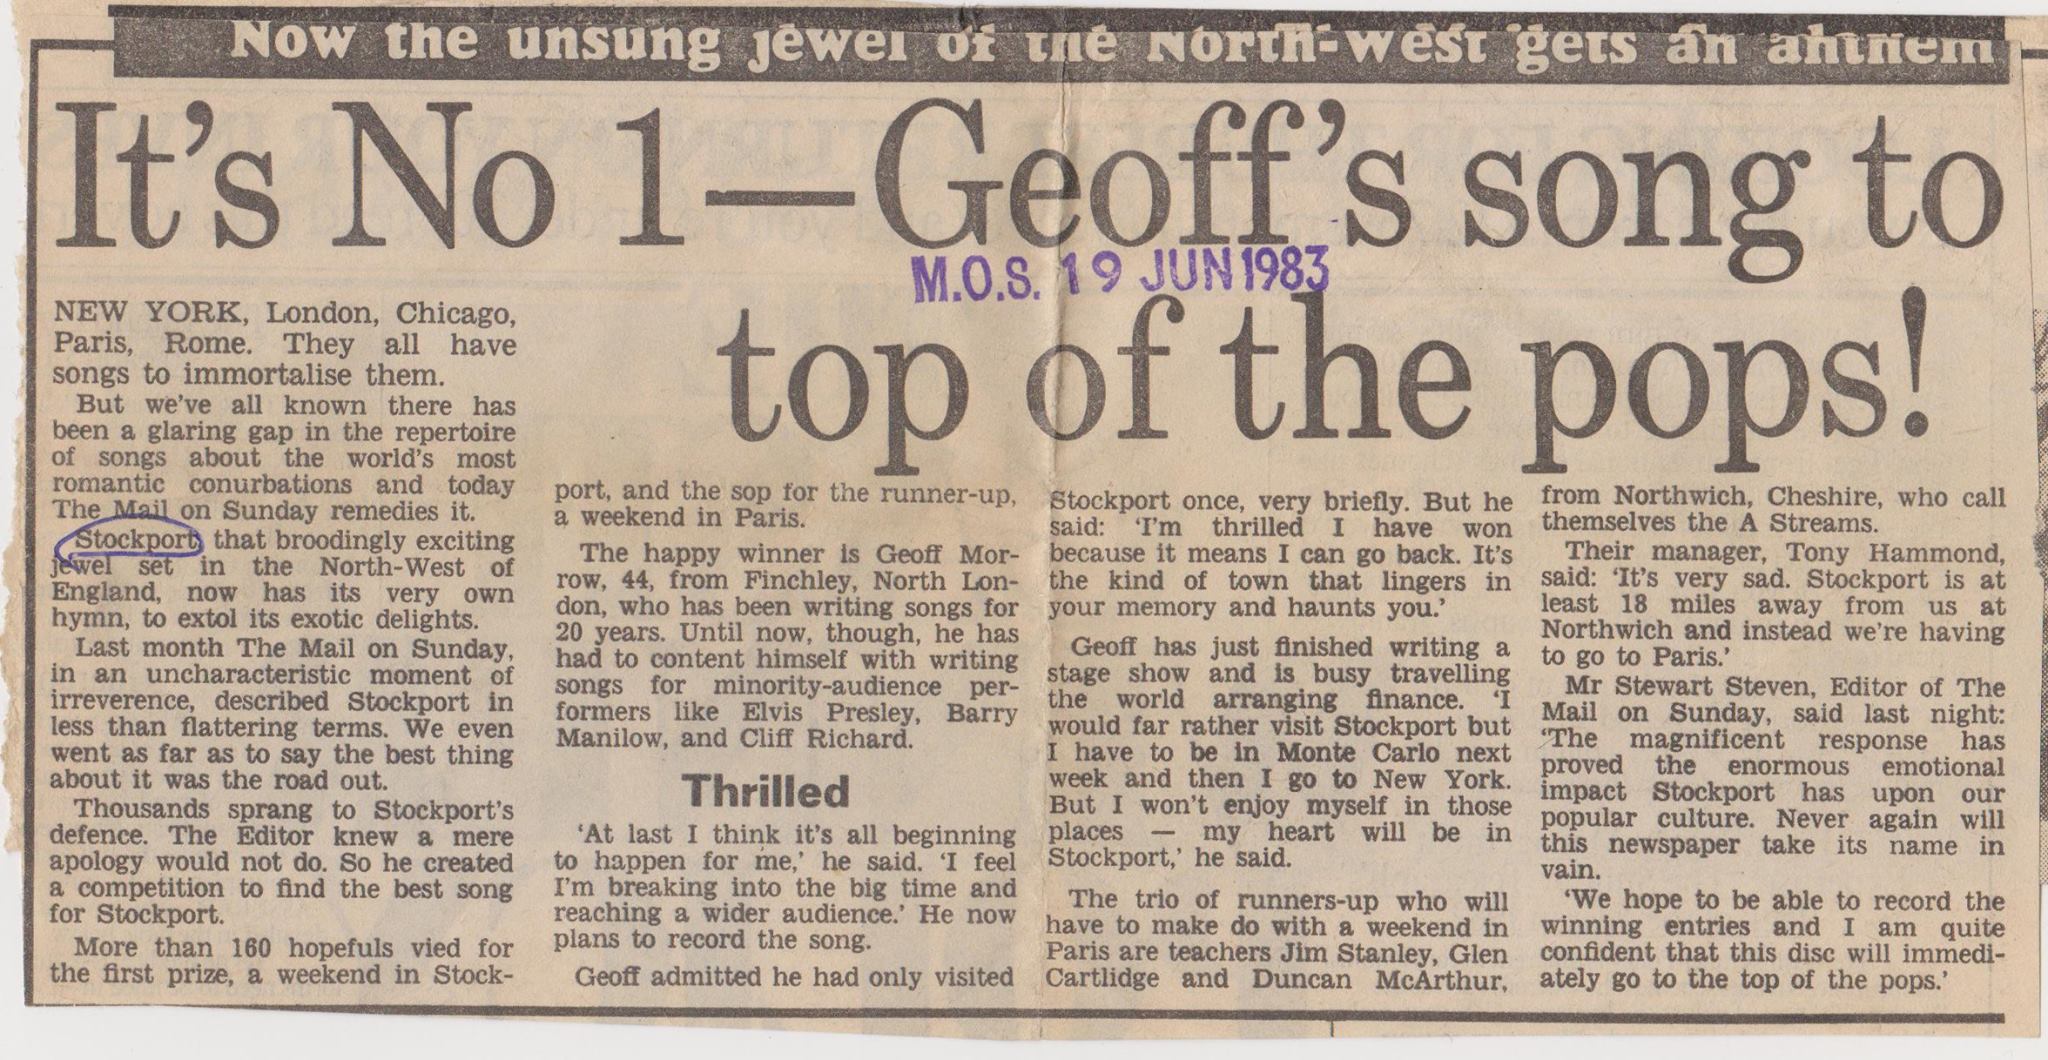 Now the unsung jewel of the North-West gets an anthem
It's No 1—Geoff's song to
top of the pops!
M.O.S. 19 JUN 1983
NEW YORK, London, Chicago,
Paris, Rome. They all have
songs to immortalise them.
But we've all known there has
been a glaring gap in the repertoire
of songs about the world's most
romantic conurbations and today
The Mail on Sunday remedies it.
Stockport, that broodingly exciting
jewel set in the North-West of
England, now has its very own
hymn, to extol its exotic delights.
Last month The Mail on Sunday,
in an uncharacteristic moment of
irreverence, described Stockport in
less than flattering terms. We even
went as far as to say the best thing
about it was the road out.
Thousands sprang to Stockport's
defence. The Editor knew a mere
apology would not do. So he created
a competition to find the best song
for Stockport.
More than 160 hopefuls vied for
the first prize, a weekend in Stock-
port, and the sop for the runner-up,
a weekend in Paris.
The happy winner is Geoff Mor-
row, 44, from Finchley, North Lon-
don, who has been writing songs for
20 years. Until now, though, he has
had to content himself with writing
songs for minority-audience per-
formers like Elvis Presley, Barry
Manilow, and Cliff Richard.
Thrilled
'At last I think it's all beginning
to happen for me,' he said. 'I feel
I'm breaking into the big time and
reaching a wider audience.' He now
plans to record the song.
Geoff admitted he had only visited
Stockport once, very briefly. But he
said: 'I'm thrilled I have won
because it means I can go back. It's
the kind of town that lingers in
your memory and haunts you.'
Geoff has just finished writing a
stage show and is busy travelling
the world arranging finance. 'I
would far rather visit Stockport but
I have to be in Monte Carlo next
week and then I go to New York.
But I won't enjoy myself in those
places — my heart will be in
Stockport,' he said.
The trio of runners-up who will
have to make do with a weekend in
Paris are teachers Jim Stanley, Glen
Cartlidge and Duncan McArthur,
from Northwich, Cheshire, who call
themselves the A Streams.
Their manager, Tony Hammond,
said: 'It's very sad. Stockport is at
least 18 miles away from us at
Northwich and instead we're having
to go to Paris.'
Mr Stewart Steven, Editor of The
Mail on Sunday, said last night:
'The magnificent response has
proved the enormous emotional
impact Stockport has upon our
popular culture. Never again will
this newspaper take its name in
vain.
'We hope to be able to record the
winning entries and I am quite
confident that this disc will immedi-
ately go to the top of the pops.'